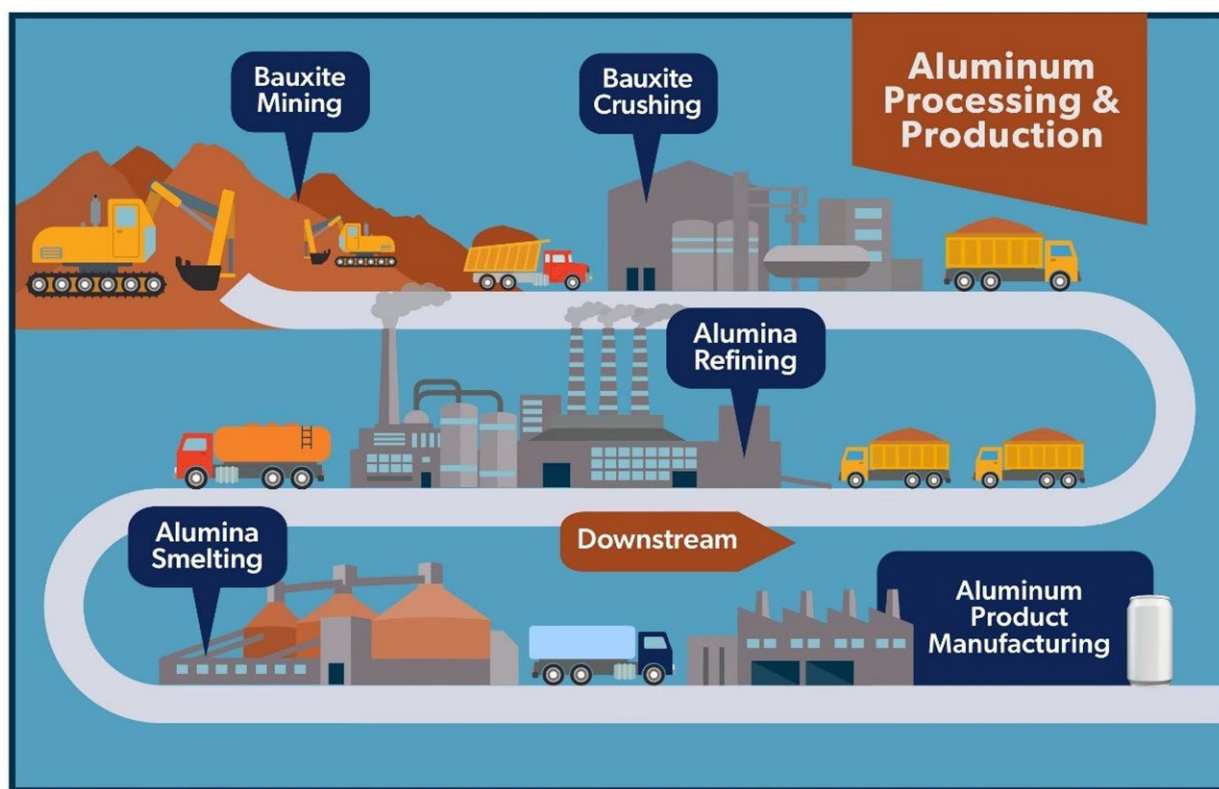 Aluminum
Processing &
Production
Bauxite
Mining
Bauxite
Crushing
Alumina
Refining
Alumina
Smelting
Downstream
Aluminum
Product
Manufacturing